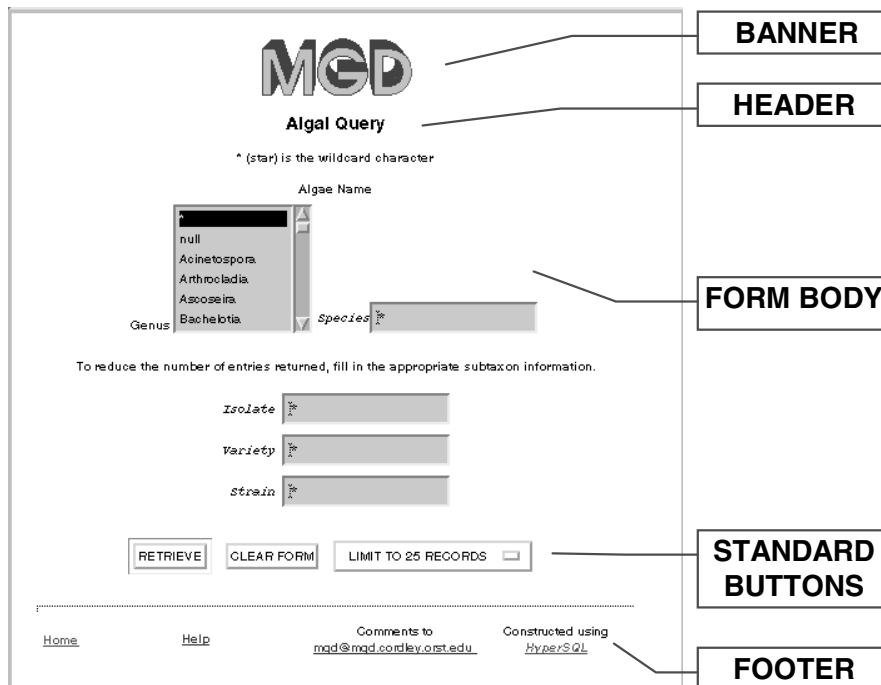 MGD
BANNER
Algal Query
HEADER
* (star) is the wildcard character
Algae Name
*
null
Acinetospora
Arthrocladia
Ascoseira
Genus Bachelotia Species *
FORM BODY
To reduce the number of entries returned, fill in the appropriate subtaxon information.
Isolate *
Variety *
Strain *
RETRIEVE CLEAR FORM LIMIT TO 25 RECORDS
STANDARD
BUTTONS
Home Help Comments to Constructed using
mgd@mgd.cordley.orst.edu HyperSQL
FOOTER